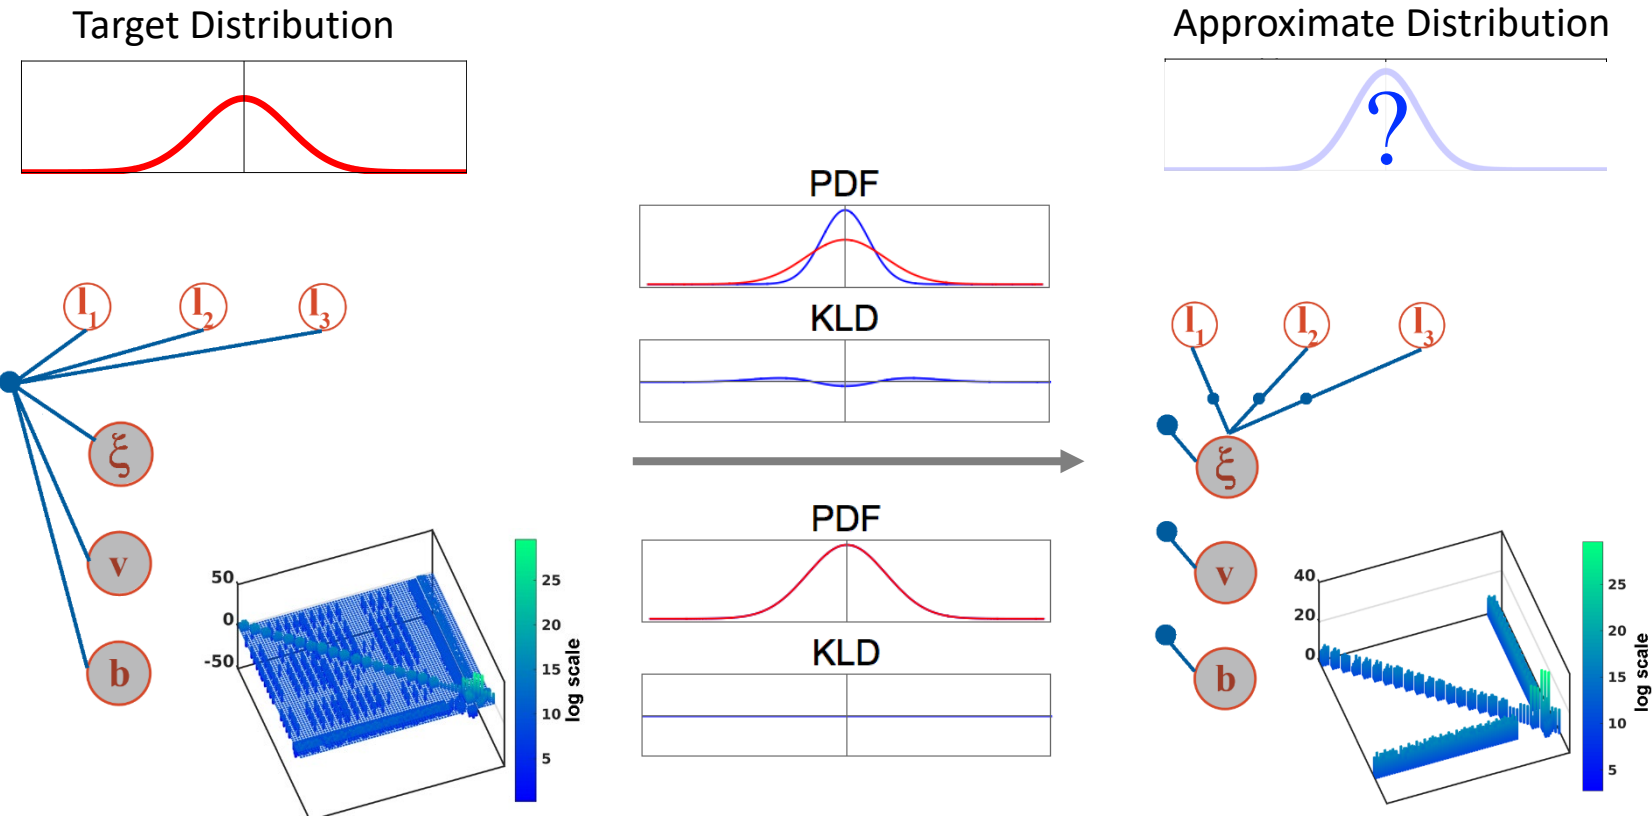 Target Distribution
Approximate Distribution
?
PDF
KLD
l1
l2
l3
ξ
v
b
50
0
-50
25
20
15
10
5
log scale
PDF
KLD
l1
l2
l3
ξ
v
b
40
20
0
25
20
15
10
5
log scale